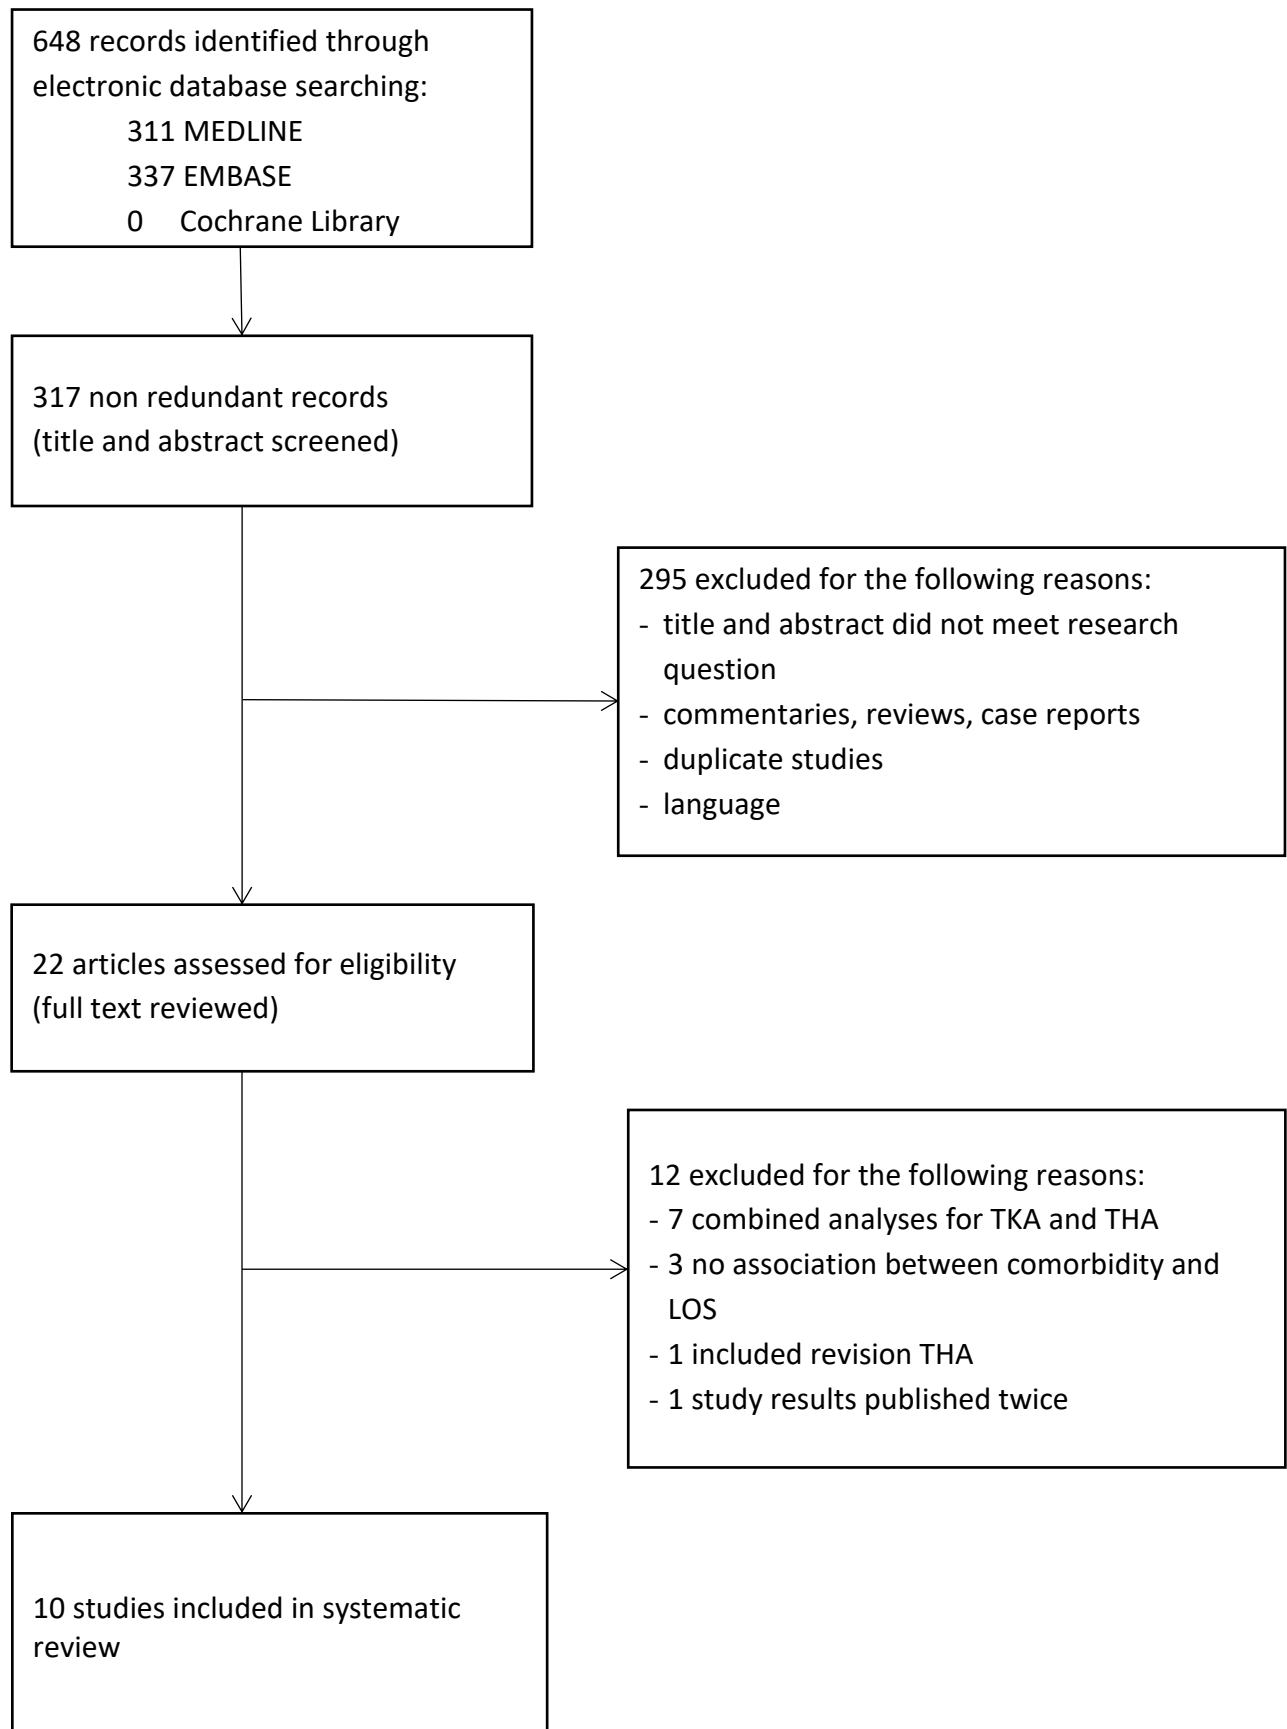 648 records identified through
electronic database searching:
311 MEDLINE
337 EMBASE
0 Cochrane Library
317 non redundant records
(title and abstract screened)
295 excluded for the following reasons:
- title and abstract did not meet research
question
- commentaries, reviews, case reports
- duplicate studies
- language
22 articles assessed for eligibility
(full text reviewed)
12 excluded for the following reasons:
- 7 combined analyses for TKA and THA
- 3 no association between comorbidity and
LOS
- 1 included revision THA
- 1 study results published twice
10 studies included in systematic
review